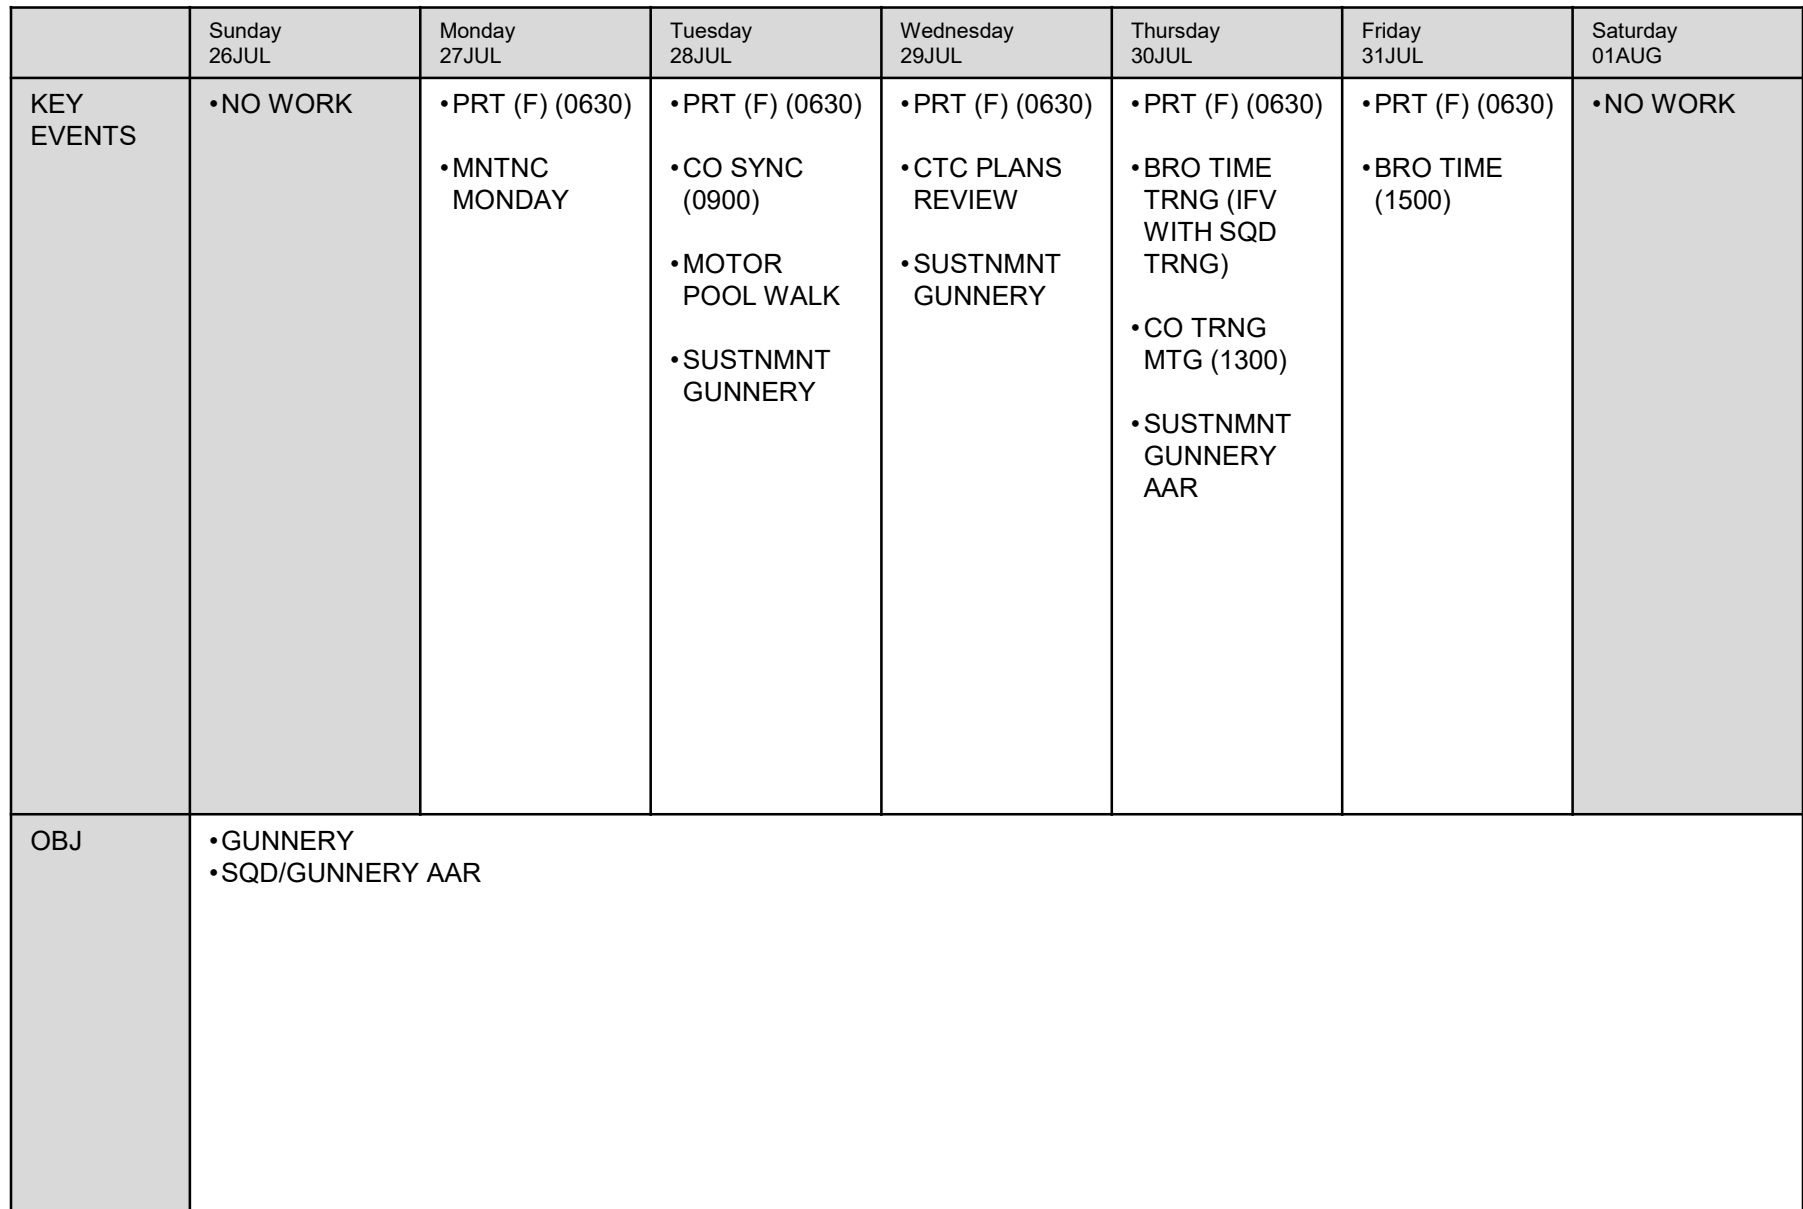 Sunday
26JUL
Monday
27JUL
Tuesday
28JUL
Wednesday
29JUL
Thursday
30JUL
Friday
31JUL
Saturday
01AUG
KEY
EVENTS
•NO WORK
•PRT (F) (0630)
•MNTNC
MONDAY
•PRT (F) (0630)
•CO SYNC
(0900)
•MOTOR
POOL WALK
•SUSTNMNT
GUNNERY
•PRT (F) (0630)
•CTC PLANS
REVIEW
•SUSTNMNT
GUNNERY
•PRT (F) (0630)
•BRO TIME
TRNG (IFV
WITH SQD
TRNG)
•CO TRNG
MTG (1300)
•SUSTNMNT
GUNNERY
AAR
•PRT (F) (0630)
•BRO TIME
(1500)
•NO WORK
OBJ
•GUNNERY
•SQD/GUNNERY AAR